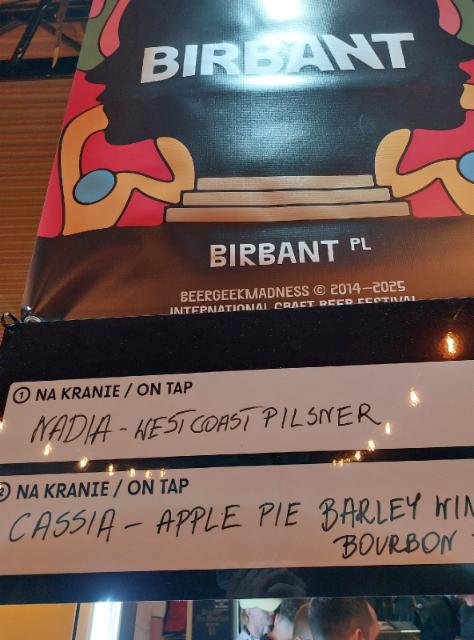 BIRBANT
BIRBANT PL
BEERGEEKMADNESS © 2014–2025
INTERNATIONAL CRAFT BEER FESTIVAL
① NA KRANIE / ON TAP
NADIA - WESTCOAST PILSNER
② NA KRANIE / ON TAP
CASSIA - APPLE PIE BARLEY WIN
BOURBON